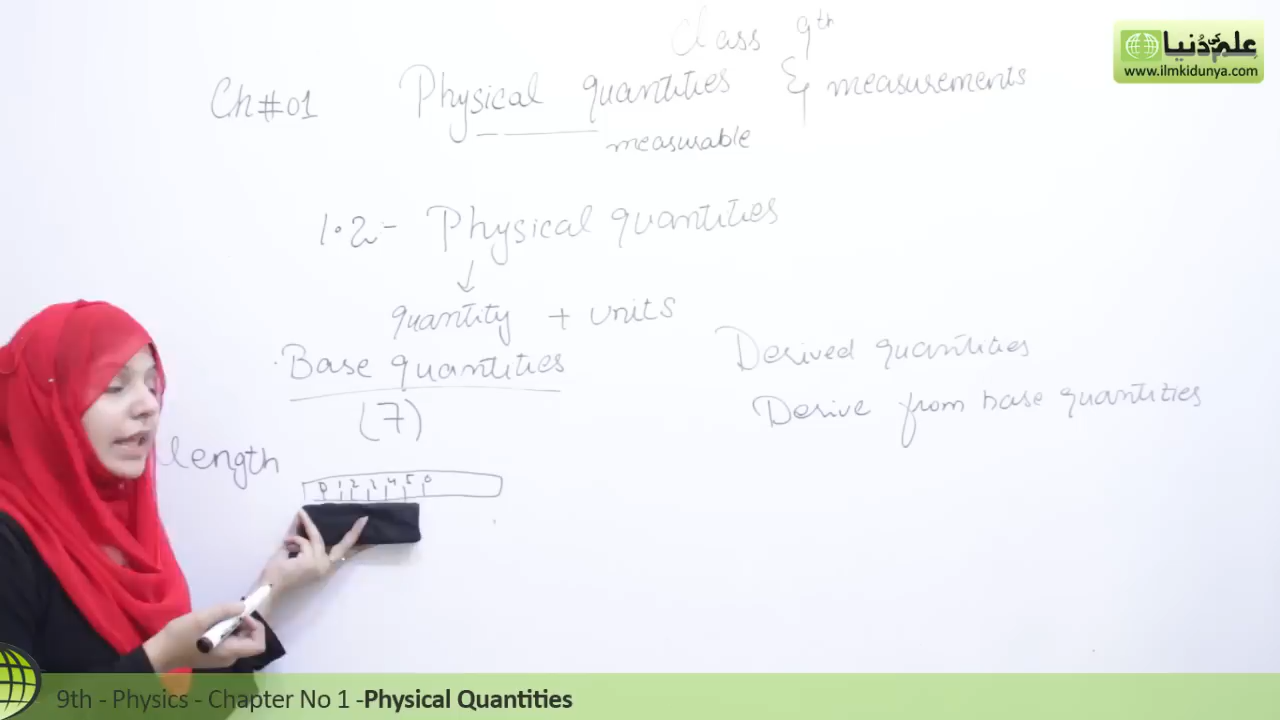 Class 9th
علم کی دنیا
www.ilmkidunya.com
Ch#01 Physical quantities & measurements
measurable
1.2- Physical quantities
↓
quantity + units
Base quantities
(7)
Derived quantities
Derive from base quantities
length
0 1 2 3 4 5 6
9th - Physics - Chapter No 1 -Physical Quantities